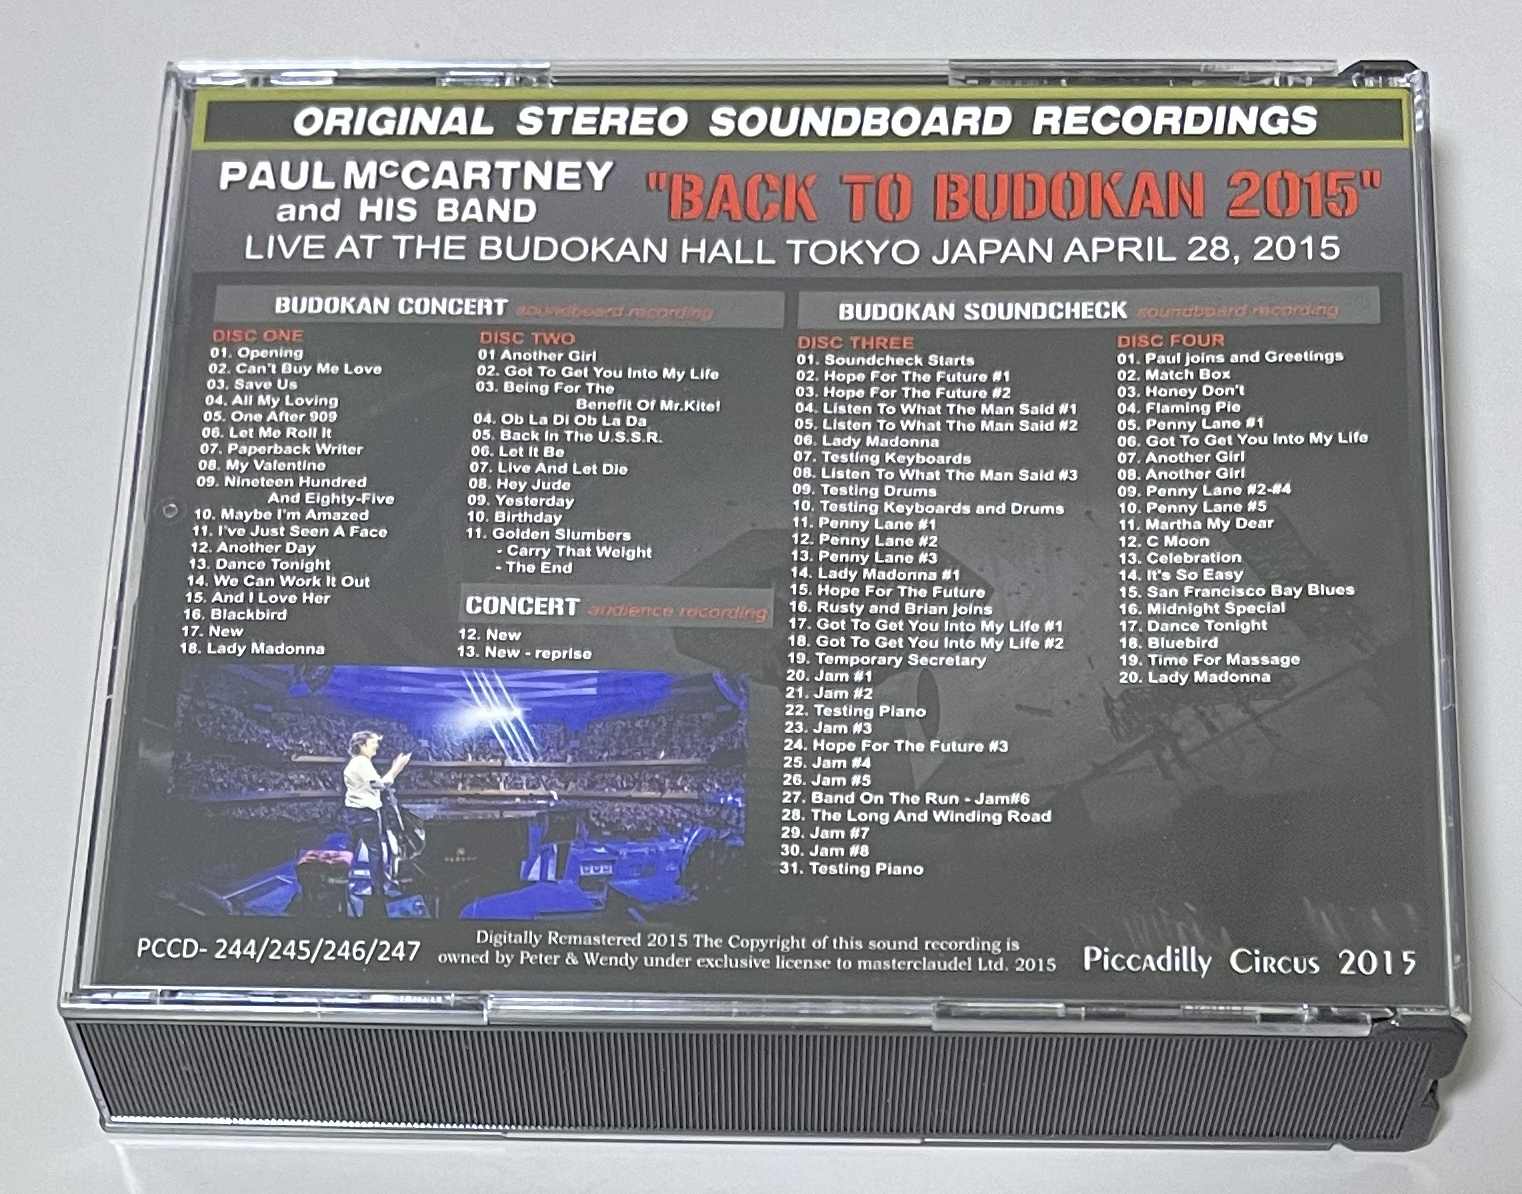 ORIGINAL STEREO SOUNDBOARD RECORDINGS
PAUL McCARTNEY
and HIS BAND
"BACK TO BUDOKAN 2015"
LIVE AT THE BUDOKAN HALL TOKYO JAPAN APRIL 28, 2015
BUDOKAN CONCERT soundboard recording
DISC ONE
01. Opening
02. Can't Buy Me Love
03. Save Us
04. All My Loving
05. One After 909
06. Let Me Roll It
07. Paperback Writer
08. My Valentine
09. Nineteen Hundred
And Eighty-Five
10. Maybe I'm Amazed
11. I've Just Seen A Face
12. Another Day
13. Dance Tonight
14. We Can Work It Out
15. And I Love Her
16. Blackbird
17. New
18. Lady Madonna
DISC TWO
01 Another Girl
02. Got To Get You Into My Life
03. Being For The
Benefit Of Mr.Kite!
04. Ob La Di Ob La Da
05. Back In The U.S.S.R.
06. Let It Be
07. Live And Let Die
08. Hey Jude
09. Yesterday
10. Birthday
11. Golden Slumbers
- Carry That Weight
- The End
CONCERT audience recording
12. New
13. New - reprise
BUDOKAN SOUNDCHECK soundboard recording
DISC THREE
01. Soundcheck Starts
02. Hope For The Future #1
03. Hope For The Future #2
04. Listen To What The Man Said #1
05. Listen To What The Man Said #2
06. Lady Madonna
07. Testing Keyboards
08. Listen To What The Man Said #3
09. Testing Drums
10. Testing Keyboards and Drums
11. Penny Lane #1
12. Penny Lane #2
13. Penny Lane #3
14. Lady Madonna #1
15. Hope For The Future
16. Rusty and Brian joins
17. Got To Get You Into My Life #1
18. Got To Get You Into My Life #2
19. Temporary Secretary
20. Jam #1
21. Jam #2
22. Testing Piano
23. Jam #3
24. Hope For The Future #3
25. Jam #4
26. Jam #5
27. Band On The Run - Jam#6
28. The Long And Winding Road
29. Jam #7
30. Jam #8
31. Testing Piano
DISC FOUR
01. Paul joins and Greetings
02. Match Box
03. Honey Don't
04. Flaming Pie
05. Penny Lane #1
06. Got To Get You Into My Life
07. Another Girl
08. Another Girl
09. Penny Lane #2-#4
10. Penny Lane #5
11. Martha My Dear
12. C Moon
13. Celebration
14. It's So Easy
15. San Francisco Bay Blues
16. Midnight Special
17. Dance Tonight
18. Bluebird
19. Time For Massage
20. Lady Madonna
PCCD- 244/245/246/247
Digitally Remastered 2015 The Copyright of this sound recording is
owned by Peter & Wendy under exclusive license to masterclaudel Ltd. 2015
Piccadilly Circus 2015